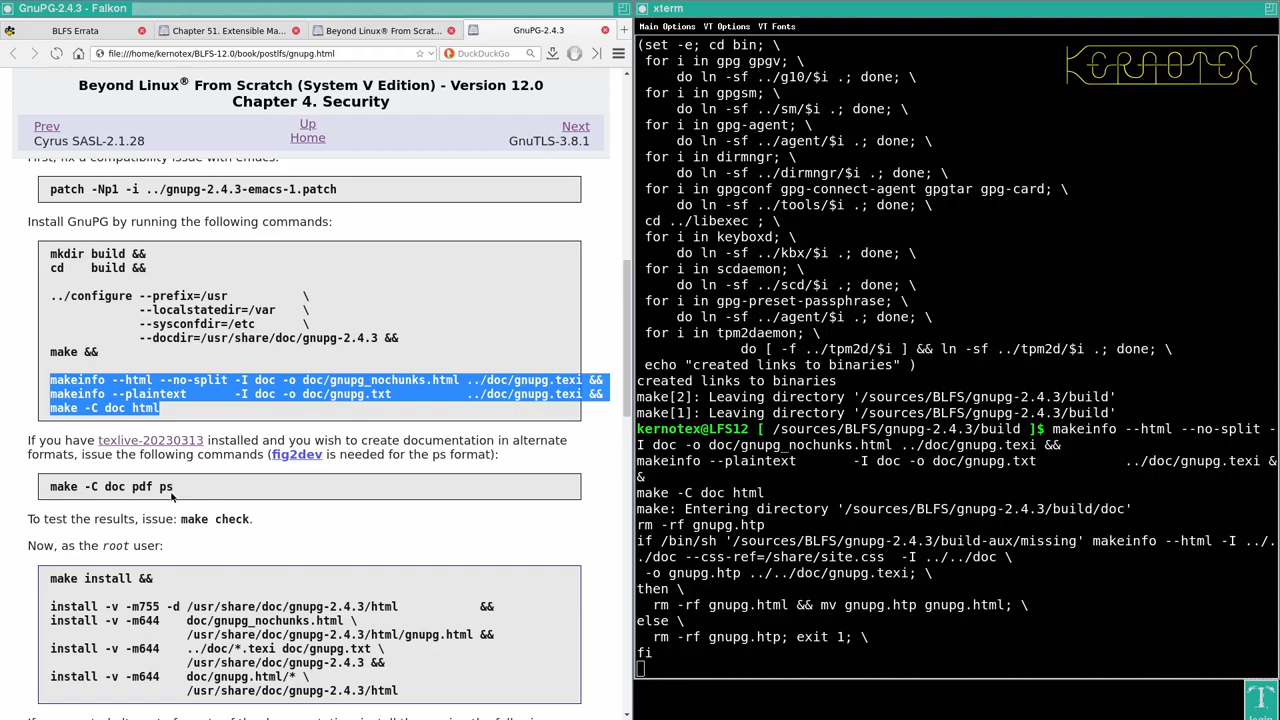 GnuPG-2.4.3 - Falkon
BLFS Errata
Chapter 51. Extensible Ma...
Beyond Linux® From Scrat...
GnuPG-2.4.3
file:///home/kernotex/BLFS-12.0/book/postlfs/gnupg.html
DuckDuckGo
Beyond Linux® From Scratch (System V Edition) - Version 12.0
Chapter 4. Security
Prev
Up
Next
Cyrus SASL-2.1.28
Home
GnuTLS-3.8.1
First, fix a compatibility issue with emacs:
patch -Np1 -i ../gnupg-2.4.3-emacs-1.patch
Install GnuPG by running the following commands:
mkdir build &&
cd    build &&
../configure --prefix=/usr           \
             --localstatedir=/var    \
             --sysconfdir=/etc       \
             --docdir=/usr/share/doc/gnupg-2.4.3 &&
make &&
makeinfo --html --no-split -I doc -o doc/gnupg_nochunks.html ../doc/gnupg.texi &&
makeinfo --plaintext       -I doc -o doc/gnupg.txt           ../doc/gnupg.texi &&
make -C doc html
If you have texlive-20230313 installed and you wish to create documentation in alternate
formats, issue the following commands (fig2dev is needed for the ps format):
make -C doc pdf ps
To test the results, issue: make check.
Now, as the root user:
make install &&
install -v -m755 -d /usr/share/doc/gnupg-2.4.3/html            &&
install -v -m644    doc/gnupg_nochunks.html \
                    /usr/share/doc/gnupg-2.4.3/html/gnupg.html &&
install -v -m644    ../doc/*.texi doc/gnupg.txt \
                    /usr/share/doc/gnupg-2.4.3 &&
install -v -m644    doc/gnupg.html/* \
                    /usr/share/doc/gnupg-2.4.3/html
xterm
Main Options  VT Options  VT Fonts
KERNOTEX
(set -e; cd bin; \
 for i in gpg gpgv; \
      do ln -sf ../g10/$i .; done; \
 for i in gpgsm; \
      do ln -sf ../sm/$i .; done; \
 for i in gpg-agent; \
      do ln -sf ../agent/$i .; done; \
 for i in dirmngr; \
      do ln -sf ../dirmngr/$i .; done; \
 for i in gpgconf gpg-connect-agent gpgtar gpg-card; \
      do ln -sf ../tools/$i .; done; \
 cd ../libexec ; \
 for i in keyboxd; \
      do ln -sf ../kbx/$i .; done; \
 for i in scdaemon; \
      do ln -sf ../scd/$i .; done; \
 for i in gpg-preset-passphrase; \
      do ln -sf ../agent/$i .; done; \
 for i in tpm2daemon; \
              do [ -f ../tpm2d/$i ] && ln -sf ../tpm2d/$i .; done; \
 echo "created links to binaries" )
created links to binaries
make[2]: Leaving directory '/sources/BLFS/gnupg-2.4.3/build'
make[1]: Leaving directory '/sources/BLFS/gnupg-2.4.3/build'
kernotex@LFS12 [ /sources/BLFS/gnupg-2.4.3/build ]$ makeinfo --html --no-split -
I doc -o doc/gnupg_nochunks.html ../doc/gnupg.texi &&
makeinfo --plaintext       -I doc -o doc/gnupg.txt           ../doc/gnupg.texi &
&
make -C doc html
make: Entering directory '/sources/BLFS/gnupg-2.4.3/build/doc'
rm -rf gnupg.htp
if /bin/sh '/sources/BLFS/gnupg-2.4.3/build-aux/missing' makeinfo --html -I ../.
./doc --css-ref=/share/site.css  -I ../../doc \
 -o gnupg.htp ../../doc/gnupg.texi; \
then \
  rm -rf gnupg.html && mv gnupg.htp gnupg.html; \
else \
  rm -rf gnupg.htp; exit 1; \
fi